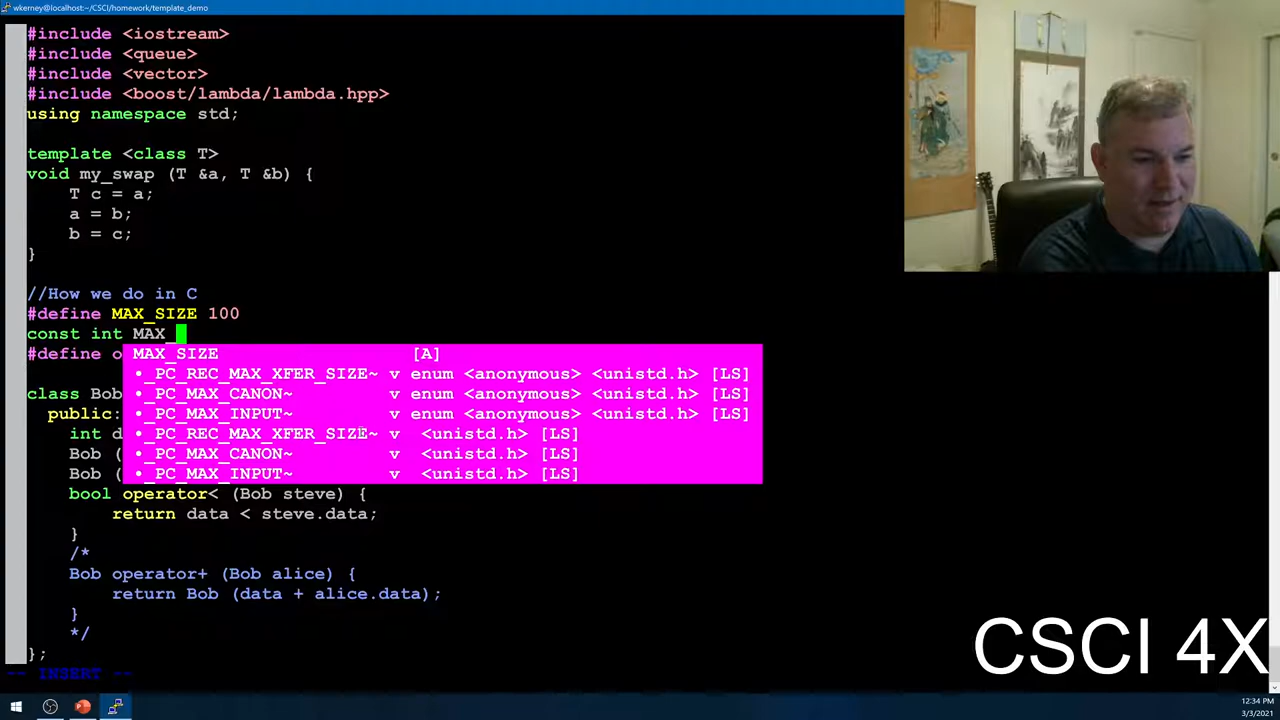 wkerney@localhost:~/CSCI/homework/template_demo
#include <iostream>
#include <queue>
#include <vector>
#include <boost/lambda/lambda.hpp>
using namespace std;
template <class T>
void my_swap (T &a, T &b) {
T c = a;
a = b;
b = c;
}
//How we do in C
#define MAX_SIZE 100
const int MAX_
#define o
MAX_SIZE [A]
•_PC_REC_MAX_XFER_SIZE~ v enum <anonymous> <unistd.h> [LS]
•_PC_MAX_CANON~ v enum <anonymous> <unistd.h> [LS]
•_PC_MAX_INPUT~ v enum <anonymous> <unistd.h> [LS]
•_PC_REC_MAX_XFER_SIZE~ v <unistd.h> [LS]
•_PC_MAX_CANON~ v <unistd.h> [LS]
•_PC_MAX_INPUT~ v <unistd.h> [LS]
class Bob
public:
int d
Bob (
Bob (
bool operator< (Bob steve) {
return data < steve.data;
}
/*
Bob operator+ (Bob alice) {
return Bob (data + alice.data);
}
*/
};
-- INSERT --
CSCI 4X
12:34 PM
3/3/2021